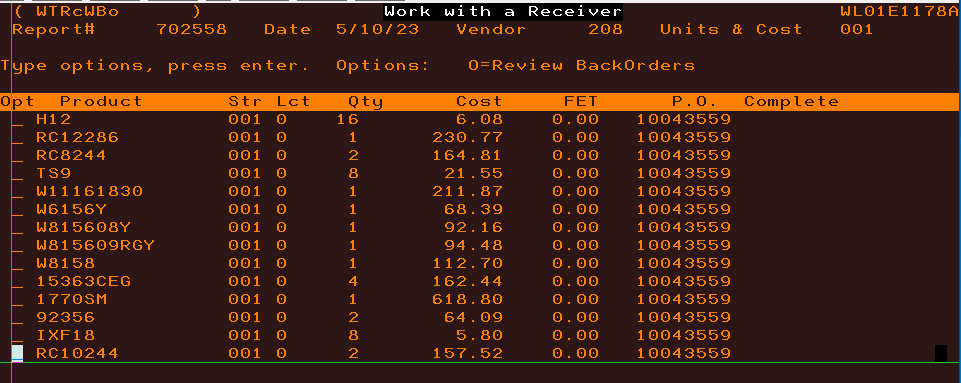 ( WTRcWBo ) Work with a Receiver WL01E1178A
Report# 702558 Date 5/10/23 Vendor 208 Units & Cost 001
Type options, press enter. Options: O=Review BackOrders
Opt Product Str Lct Qty Cost FET P.O. Complete
_ H12 001 0 16 6.08 0.00 10043559
_ RC12286 001 0 1 230.77 0.00 10043559
_ RC8244 001 0 2 164.81 0.00 10043559
_ TS9 001 0 8 21.55 0.00 10043559
_ W11161830 001 0 1 211.87 0.00 10043559
_ W6156Y 001 0 1 68.39 0.00 10043559
_ W815608Y 001 0 1 92.16 0.00 10043559
_ W815609RGY 001 0 1 94.48 0.00 10043559
_ W8158 001 0 1 112.70 0.00 10043559
_ 15363CEG 001 0 4 162.44 0.00 10043559
_ 1770SM 001 0 1 618.80 0.00 10043559
_ 92356 001 0 2 64.09 0.00 10043559
_ IXF18 001 0 8 5.80 0.00 10043559
RC10244 001 0 2 157.52 0.00 10043559